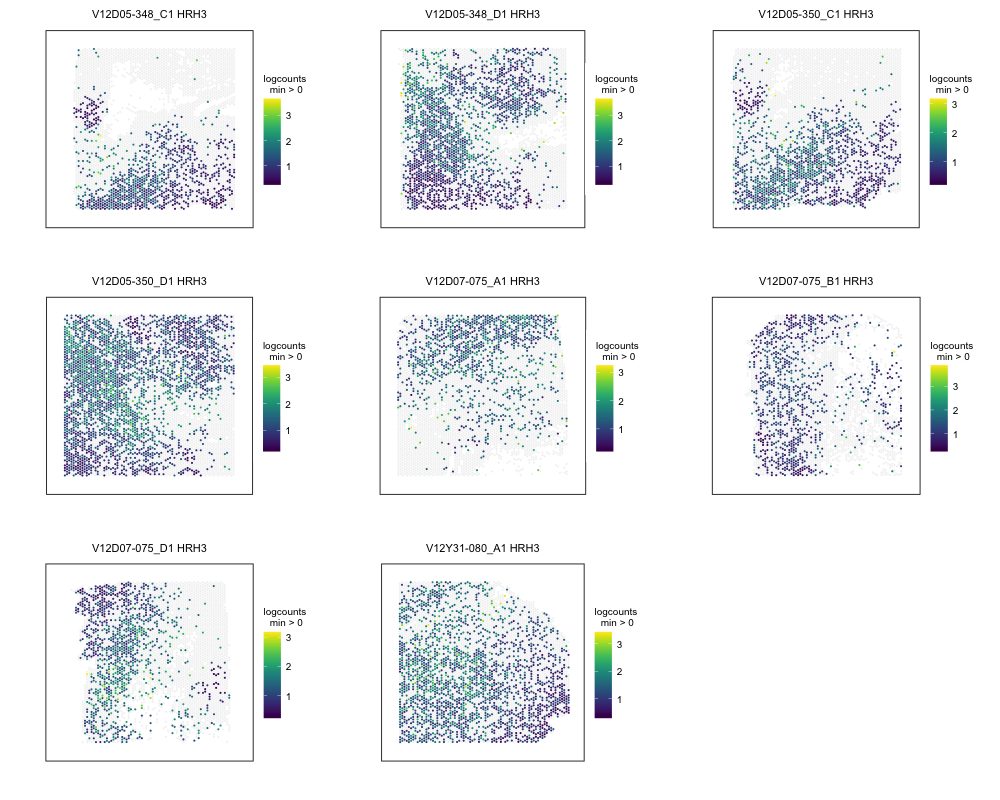 V12D05-348_C1 HRH3
logcounts
min > 0
3
2
1
V12D05-348_D1 HRH3
logcounts
min > 0
3
2
1
V12D05-350_C1 HRH3
logcounts
min > 0
3
2
1
V12D05-350_D1 HRH3
logcounts
min > 0
3
2
1
V12D07-075_A1 HRH3
logcounts
min > 0
3
2
1
V12D07-075_B1 HRH3
logcounts
min > 0
3
2
1
V12D07-075_D1 HRH3
logcounts
min > 0
3
2
1
V12Y31-080_A1 HRH3
logcounts
min > 0
3
2
1